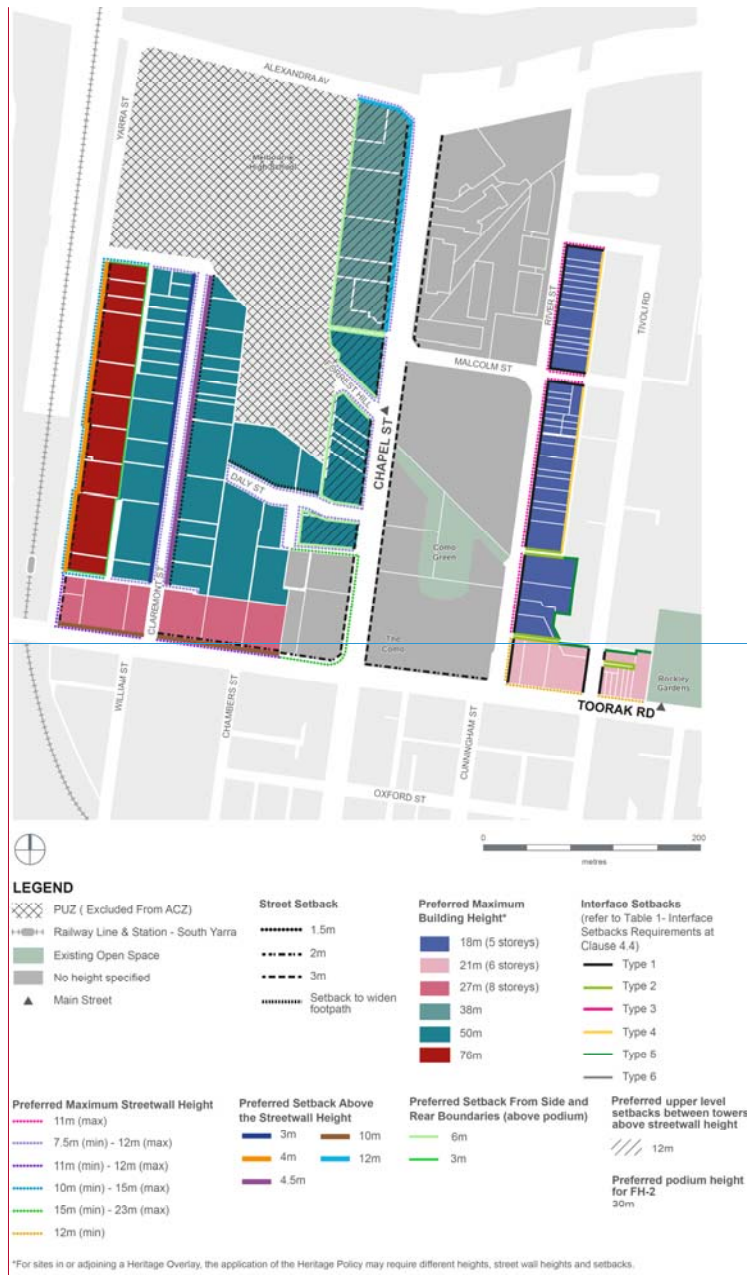 ALEXANDRA AV
YARRA ST
Melbourne
High School
RIVER ST
TIVOLI RD
MALCOLM ST
FORREST HILL
CHAPEL ST
DALY ST
Como
Green
CLAREMONT ST
The
Como
Rockley
Gardens
TOORAK RD
WILLIAM ST
CHAMBERS ST
CUNNINGHAM ST
OXFORD ST
0
200
metres
LEGEND
PUZ ( Excluded From ACZ)
Railway Line & Station - South Yarra
Existing Open Space
No height specified
Main Street
Street Setback
1.5m
2m
3m
Setback to widen
footpath
Preferred Maximum
Building Height*
18m (5 storeys)
21m (6 storeys)
27m (8 storeys)
38m
50m
76m
Interface Setbacks
(refer to Table 1- Interface
Setbacks Requirements at
Clause 4.4)
Type 1
Type 2
Type 3
Type 4
Type 5
Type 6
Preferred Maximum Streetwall Height
11m (max)
7.5m (min) - 12m (max)
11m (min) - 12m (max)
10m (min) - 15m (max)
15m (min) - 23m (max)
12m (min)
Preferred Setback Above
the Streetwall Height
3m
10m
4m
12m
4.5m
Preferred Setback From Side and
Rear Boundaries (above podium)
6m
3m
Preferred upper level
setbacks between towers
above streetwall height
12m
Preferred podium height
for FH-2
30m
*For sites in or adjoining a Heritage Overlay, the application of the Heritage Policy may require different heights, street wall heights and setbacks.